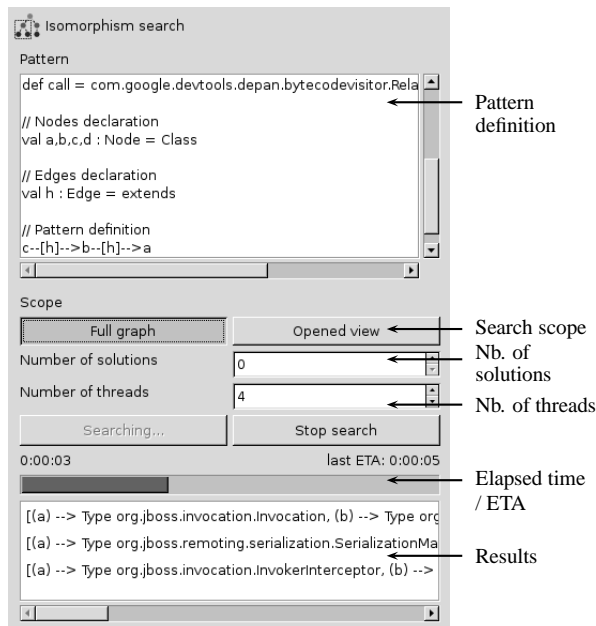 Isomorphism search
Pattern
def call = com.google.devtools.depan.bytecodevisitor.Rela
// Nodes declaration
val a,b,c,d : Node = Class
// Edges declaration
val h : Edge = extends
// Pattern definition
c--[h]-->b--[h]-->a
Pattern
definition
Scope
Full graph
Opened view
Search scope
Number of solutions
0
Nb. of
solutions
Number of threads
4
Nb. of threads
Searching...
Stop search
0:00:03
last ETA: 0:00:05
Elapsed time
/ ETA
[(a) --> Type org.jboss.invocation.Invocation, (b) --> Type org
[(a) --> Type org.jboss.remoting.serialization.SerializationMa
[(a) --> Type org.jboss.invocation.InvokerInterceptor, (b) -->
Results